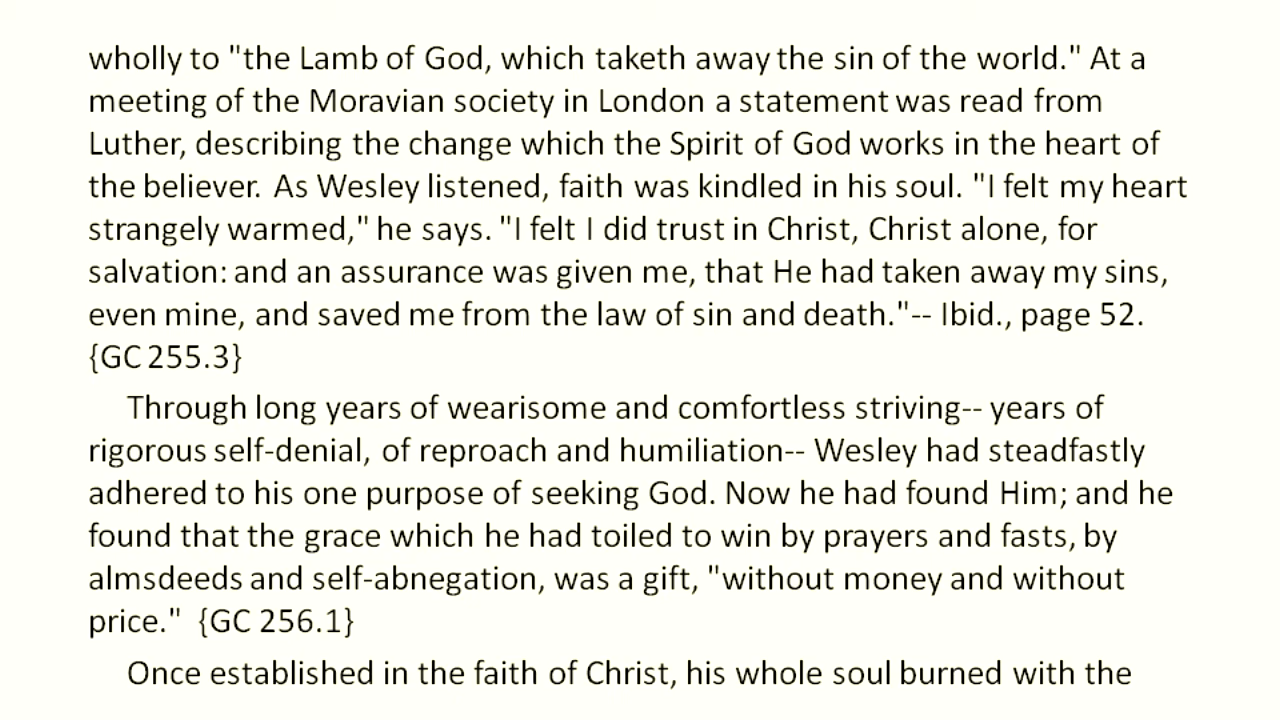 wholly to "the Lamb of God, which taketh away the sin of the world." At a
meeting of the Moravian society in London a statement was read from
Luther, describing the change which the Spirit of God works in the heart of
the believer. As Wesley listened, faith was kindled in his soul. "I felt my heart
strangely warmed," he says. "I felt I did trust in Christ, Christ alone, for
salvation: and an assurance was given me, that He had taken away my sins,
even mine, and saved me from the law of sin and death."-- Ibid., page 52.
{GC 255.3}
Through long years of wearisome and comfortless striving-- years of
rigorous self-denial, of reproach and humiliation-- Wesley had steadfastly
adhered to his one purpose of seeking God. Now he had found Him; and he
found that the grace which he had toiled to win by prayers and fasts, by
almsdeeds and self-abnegation, was a gift, "without money and without
price." {GC 256.1}
Once established in the faith of Christ, his whole soul burned with the